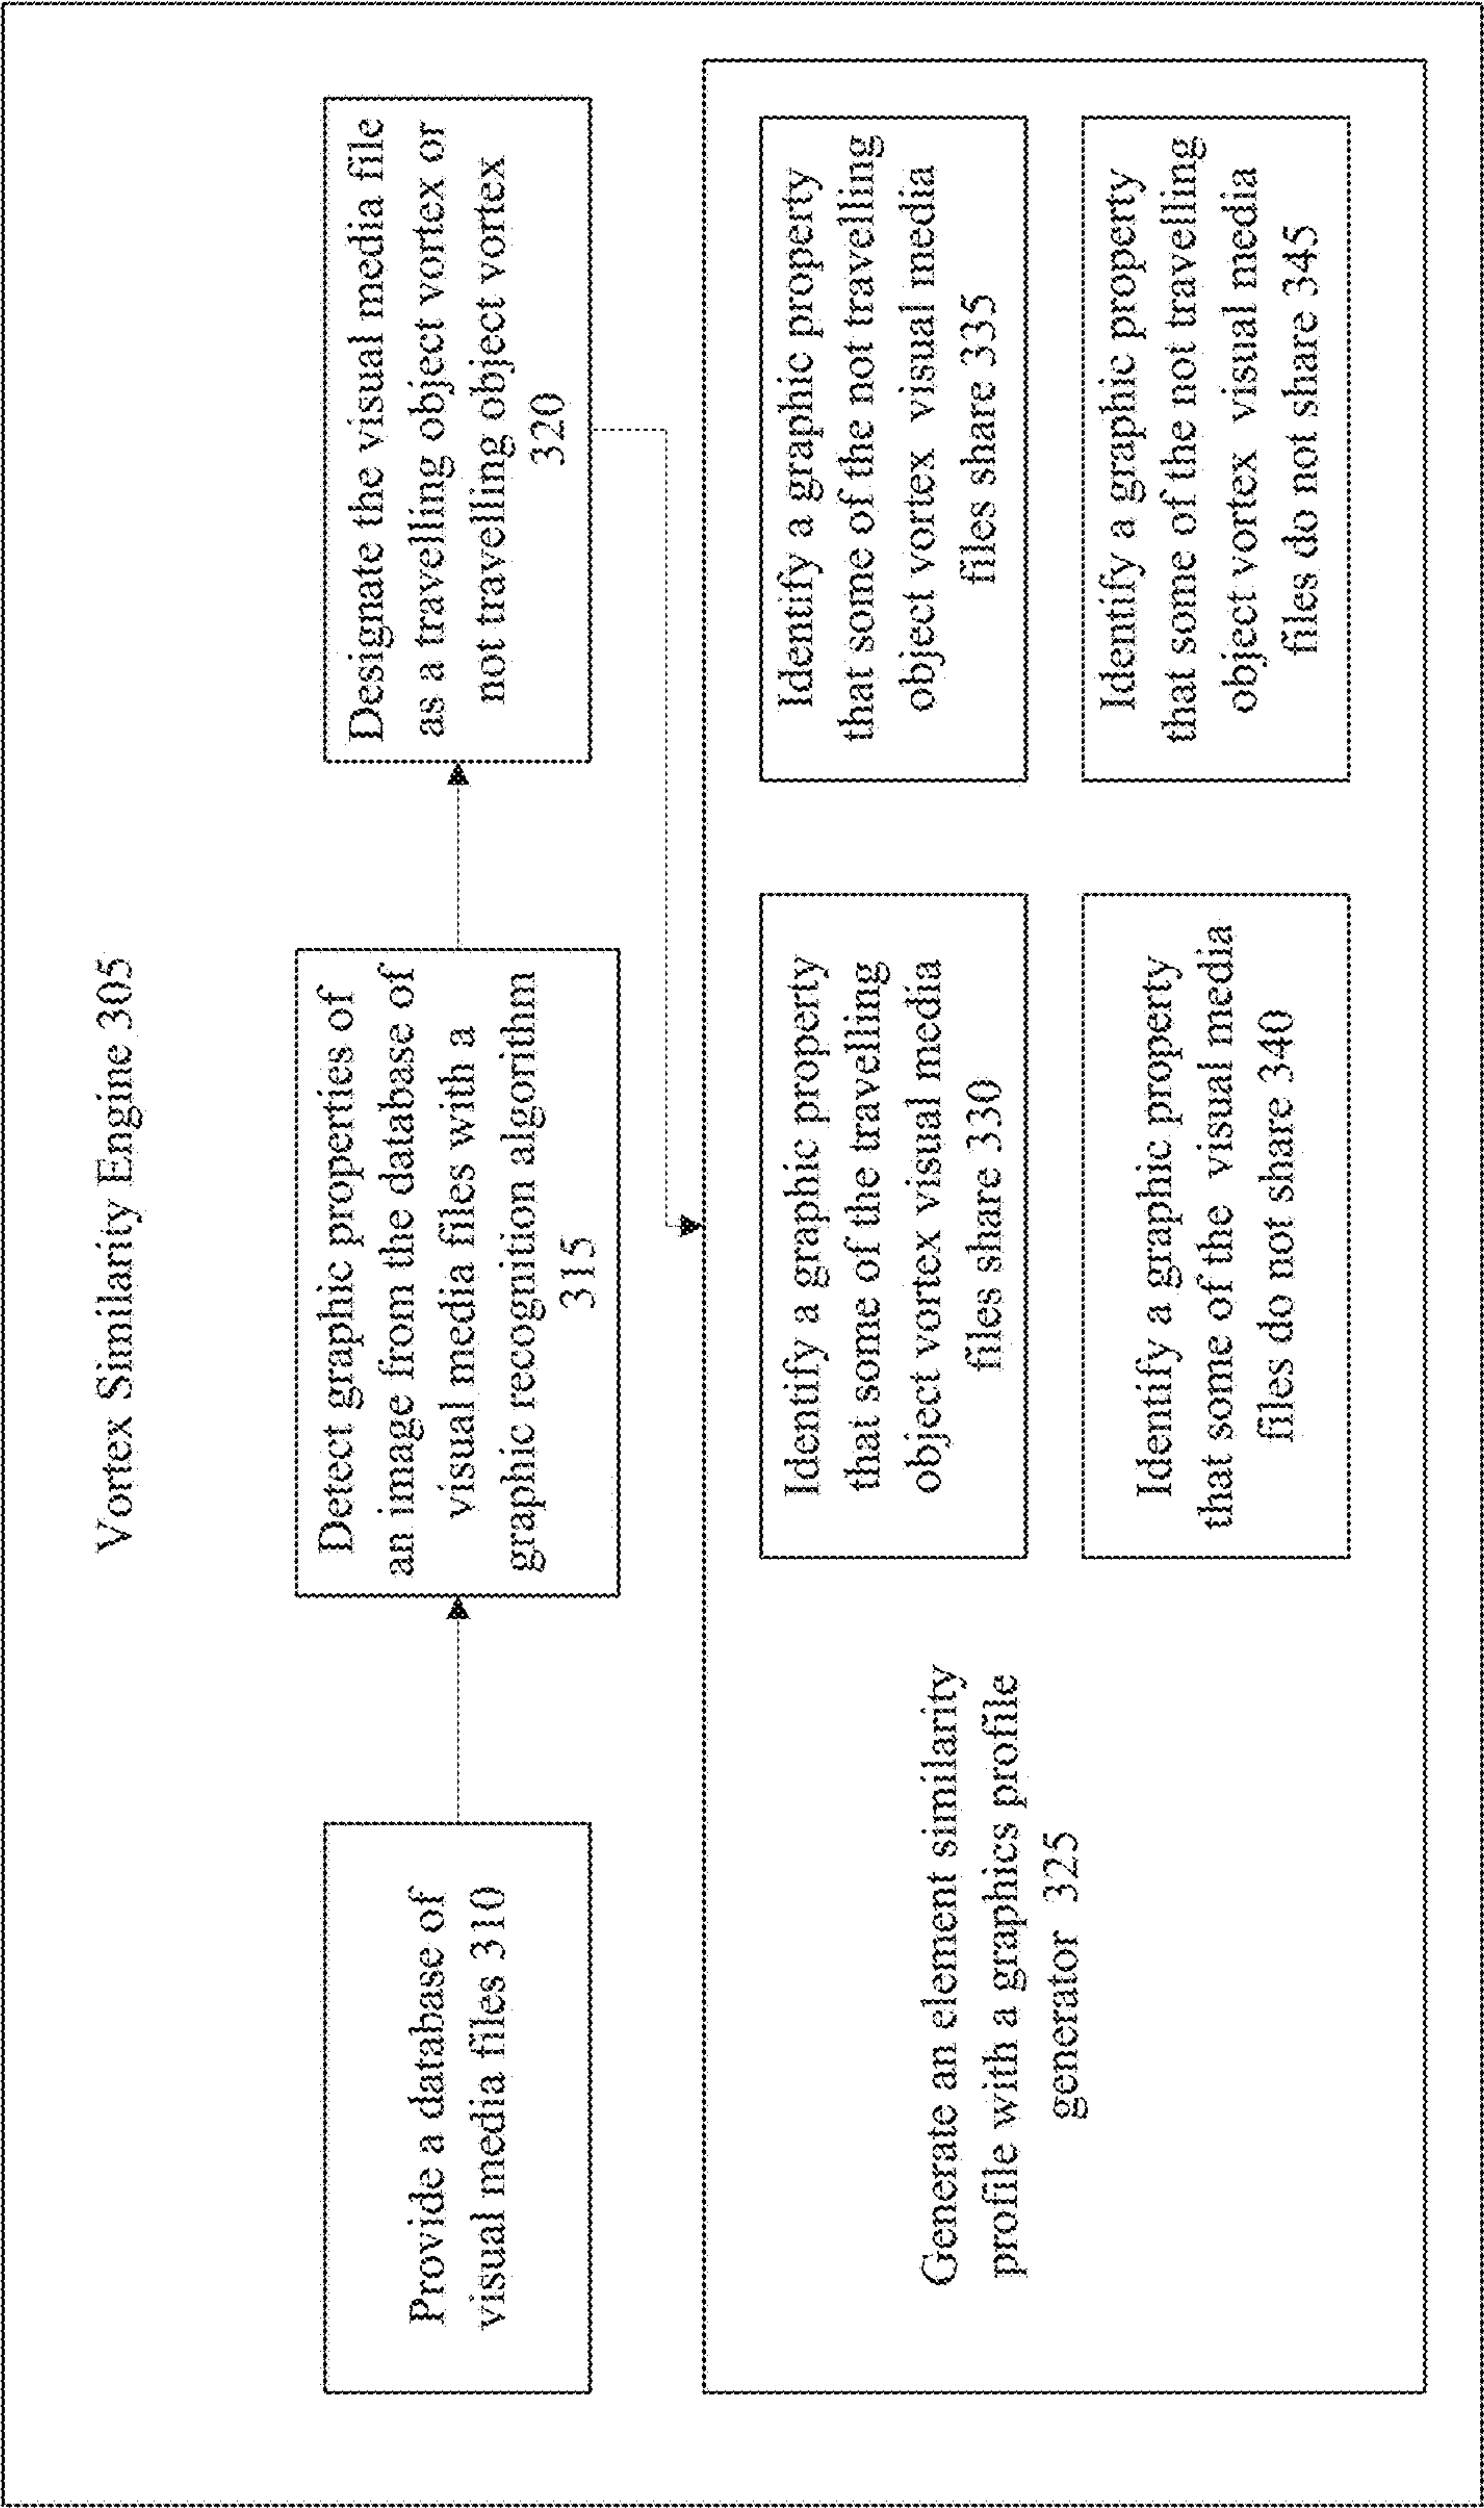 Vortex Similarity Engine 305
Provide a database of
visual media files 310
Detect graphic properties of
an image from the database of
visual media files with a
graphic recognition algorithm
315
Designate the visual media file
as a travelling object vortex or
not travelling object vortex
320
Generate an element similarity
profile with a graphics profile
generator 325
Identify a graphic property
that some of the travelling
object vortex visual media
files share 330
Identify a graphic property
that some of the not travelling
object vortex visual media
files share 335
Identify a graphic property
that some of the visual media
files do not share 340
Identify a graphic property
that some of the not travelling
object vortex visual media
files do not share 345